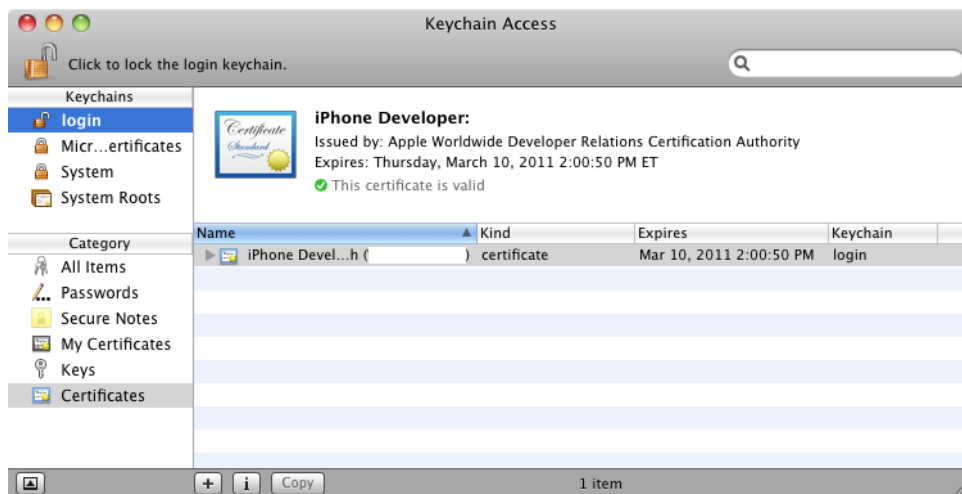 Keychain Access
Click to lock the login keychain.
Keychains
login
Micr...ertificates
System
System Roots
Category
All Items
Passwords
Secure Notes
My Certificates
Keys
Certificates
Certificate
Standard
iPhone Developer:
Issued by: Apple Worldwide Developer Relations Certification Authority
Expires: Thursday, March 10, 2011 2:00:50 PM ET
This certificate is valid
Name Kind Expires Keychain
iPhone Devel...h ( ) certificate Mar 10, 2011 2:00:50 PM login
+ i Copy 1 item